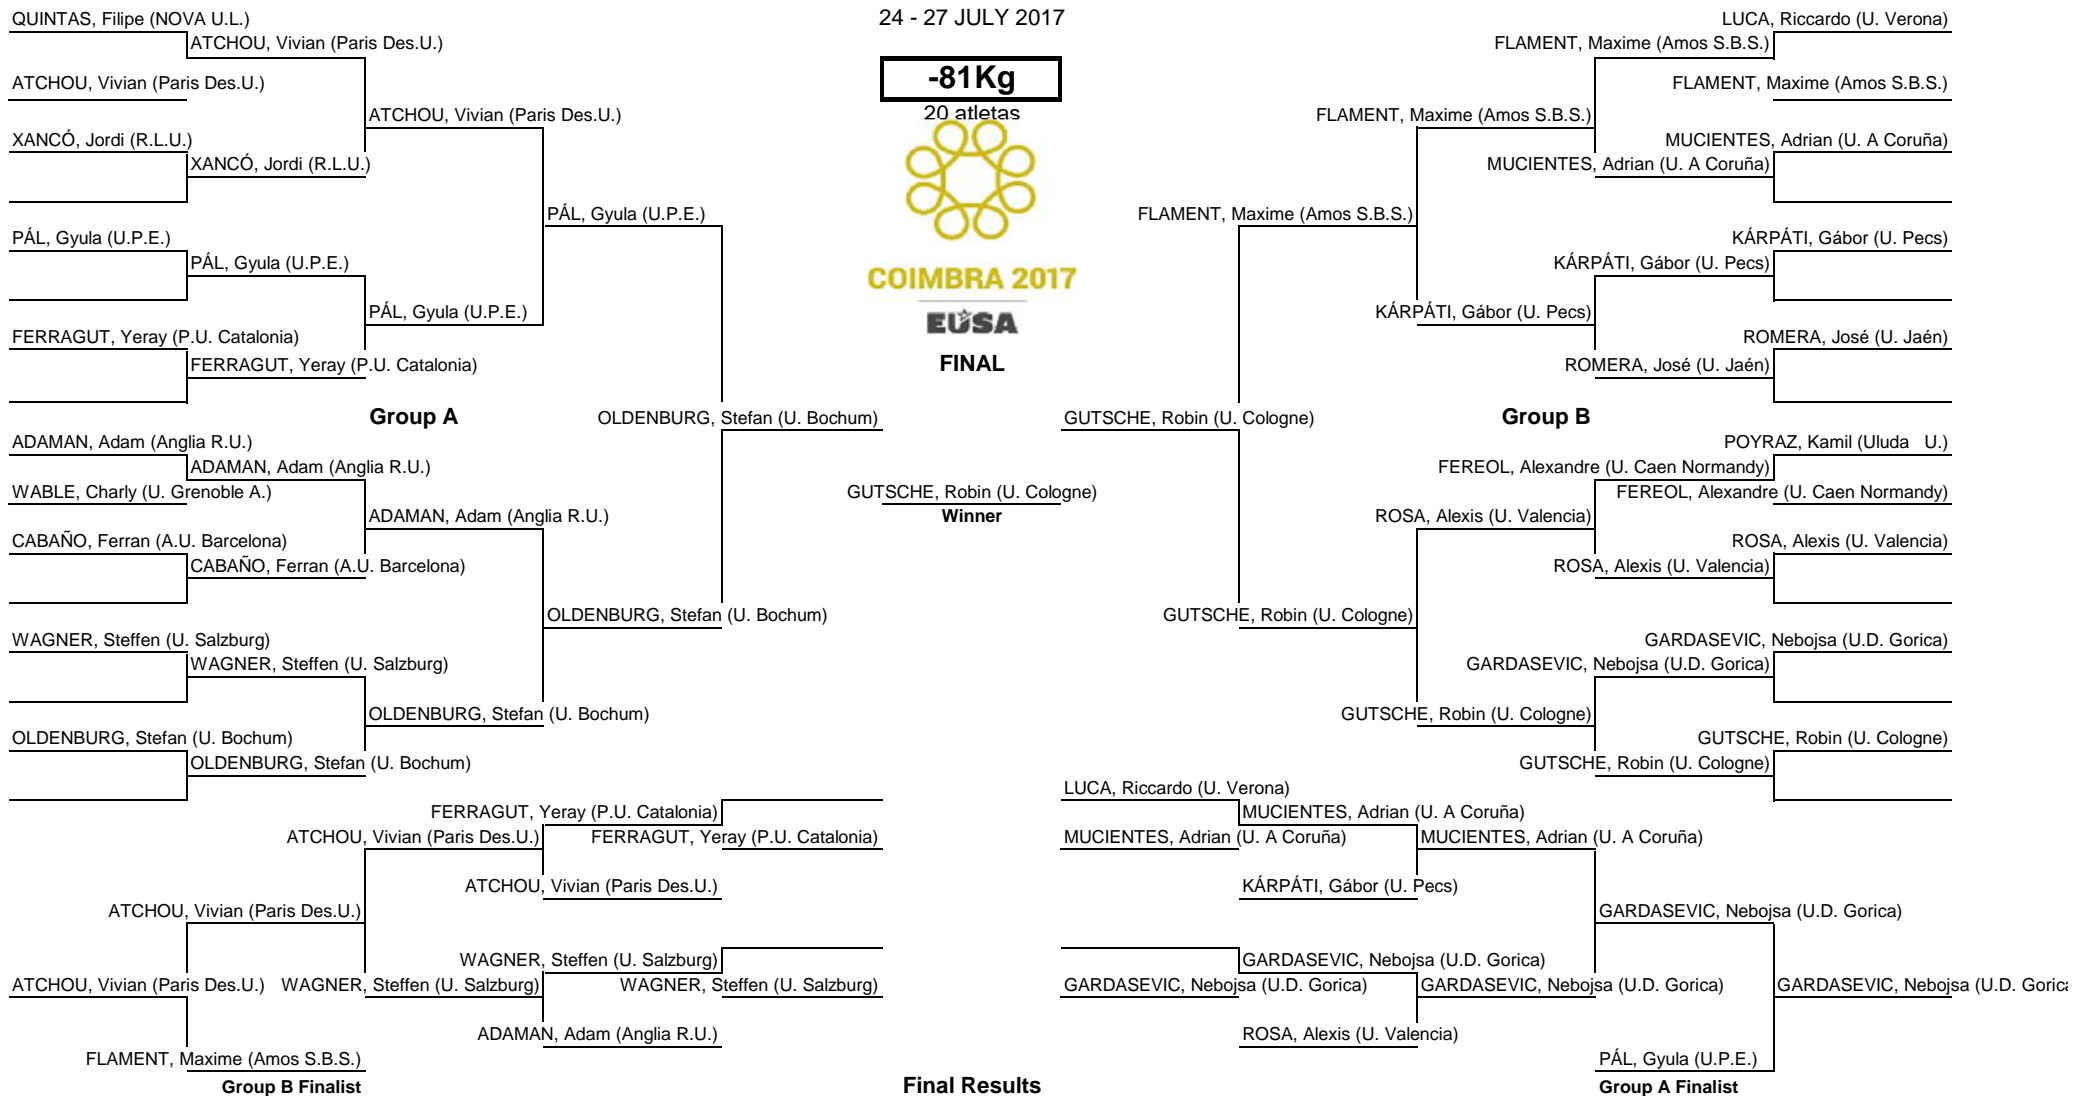 24 - 27 JULY 2017
-81Kg
20 atletas
COIMBRA 2017
EUSA
FINAL
QUINTAS, Filipe (NOVA U.L.)
ATCHOU, Vivian (Paris Des.U.)
ATCHOU, Vivian (Paris Des.U.)
ATCHOU, Vivian (Paris Des.U.)
XANCÓ, Jordi (R.L.U.)
XANCÓ, Jordi (R.L.U.)
PÁL, Gyula (U.P.E.)
PÁL, Gyula (U.P.E.)
PÁL, Gyula (U.P.E.)
PÁL, Gyula (U.P.E.)
FERRAGUT, Yeray (P.U. Catalonia)
FERRAGUT, Yeray (P.U. Catalonia)
Group A
OLDENBURG, Stefan (U. Bochum)
ADAMAN, Adam (Anglia R.U.)
ADAMAN, Adam (Anglia R.U.)
WABLE, Charly (U. Grenoble A.)
ADAMAN, Adam (Anglia R.U.)
CABAÑO, Ferran (A.U. Barcelona)
CABAÑO, Ferran (A.U. Barcelona)
OLDENBURG, Stefan (U. Bochum)
WAGNER, Steffen (U. Salzburg)
WAGNER, Steffen (U. Salzburg)
OLDENBURG, Stefan (U. Bochum)
OLDENBURG, Stefan (U. Bochum)
OLDENBURG, Stefan (U. Bochum)
GUTSCHE, Robin (U. Cologne)
Winner
LUCA, Riccardo (U. Verona)
FLAMENT, Maxime (Amos S.B.S.)
FLAMENT, Maxime (Amos S.B.S.)
FLAMENT, Maxime (Amos S.B.S.)
MUCIENTES, Adrian (U. A Coruña)
MUCIENTES, Adrian (U. A Coruña)
FLAMENT, Maxime (Amos S.B.S.)
KÁRPÁTI, Gábor (U. Pecs)
KÁRPÁTI, Gábor (U. Pecs)
KÁRPÁTI, Gábor (U. Pecs)
ROMERA, José (U. Jaén)
ROMERA, José (U. Jaén)
GUTSCHE, Robin (U. Cologne)
Group B
POYRAZ, Kamil (Uluda U.)
FEREOL, Alexandre (U. Caen Normandy)
FEREOL, Alexandre (U. Caen Normandy)
ROSA, Alexis (U. Valencia)
ROSA, Alexis (U. Valencia)
ROSA, Alexis (U. Valencia)
GUTSCHE, Robin (U. Cologne)
GARDASEVIC, Nebojsa (U.D. Gorica)
GARDASEVIC, Nebojsa (U.D. Gorica)
GUTSCHE, Robin (U. Cologne)
GUTSCHE, Robin (U. Cologne)
GUTSCHE, Robin (U. Cologne)
FERRAGUT, Yeray (P.U. Catalonia)
ATCHOU, Vivian (Paris Des.U.)
FERRAGUT, Yeray (P.U. Catalonia)
ATCHOU, Vivian (Paris Des.U.)
ATCHOU, Vivian (Paris Des.U.)
WAGNER, Steffen (U. Salzburg)
ATCHOU, Vivian (Paris Des.U.)
WAGNER, Steffen (U. Salzburg)
WAGNER, Steffen (U. Salzburg)
ADAMAN, Adam (Anglia R.U.)
FLAMENT, Maxime (Amos S.B.S.)
Group B Finalist
LUCA, Riccardo (U. Verona)
MUCIENTES, Adrian (U. A Coruña)
MUCIENTES, Adrian (U. A Coruña)
MUCIENTES, Adrian (U. A Coruña)
KÁRPÁTI, Gábor (U. Pecs)
GARDASEVIC, Nebojsa (U.D. Gorica)
GARDASEVIC, Nebojsa (U.D. Gorica)
GARDASEVIC, Nebojsa (U.D. Gorica)
GARDASEVIC, Nebojsa (U.D. Gorica)
GARDASEVIC, Nebojsa (U.D. Gorica
ROSA, Alexis (U. Valencia)
PÁL, Gyula (U.P.E.)
Final Results
Group A Finalist